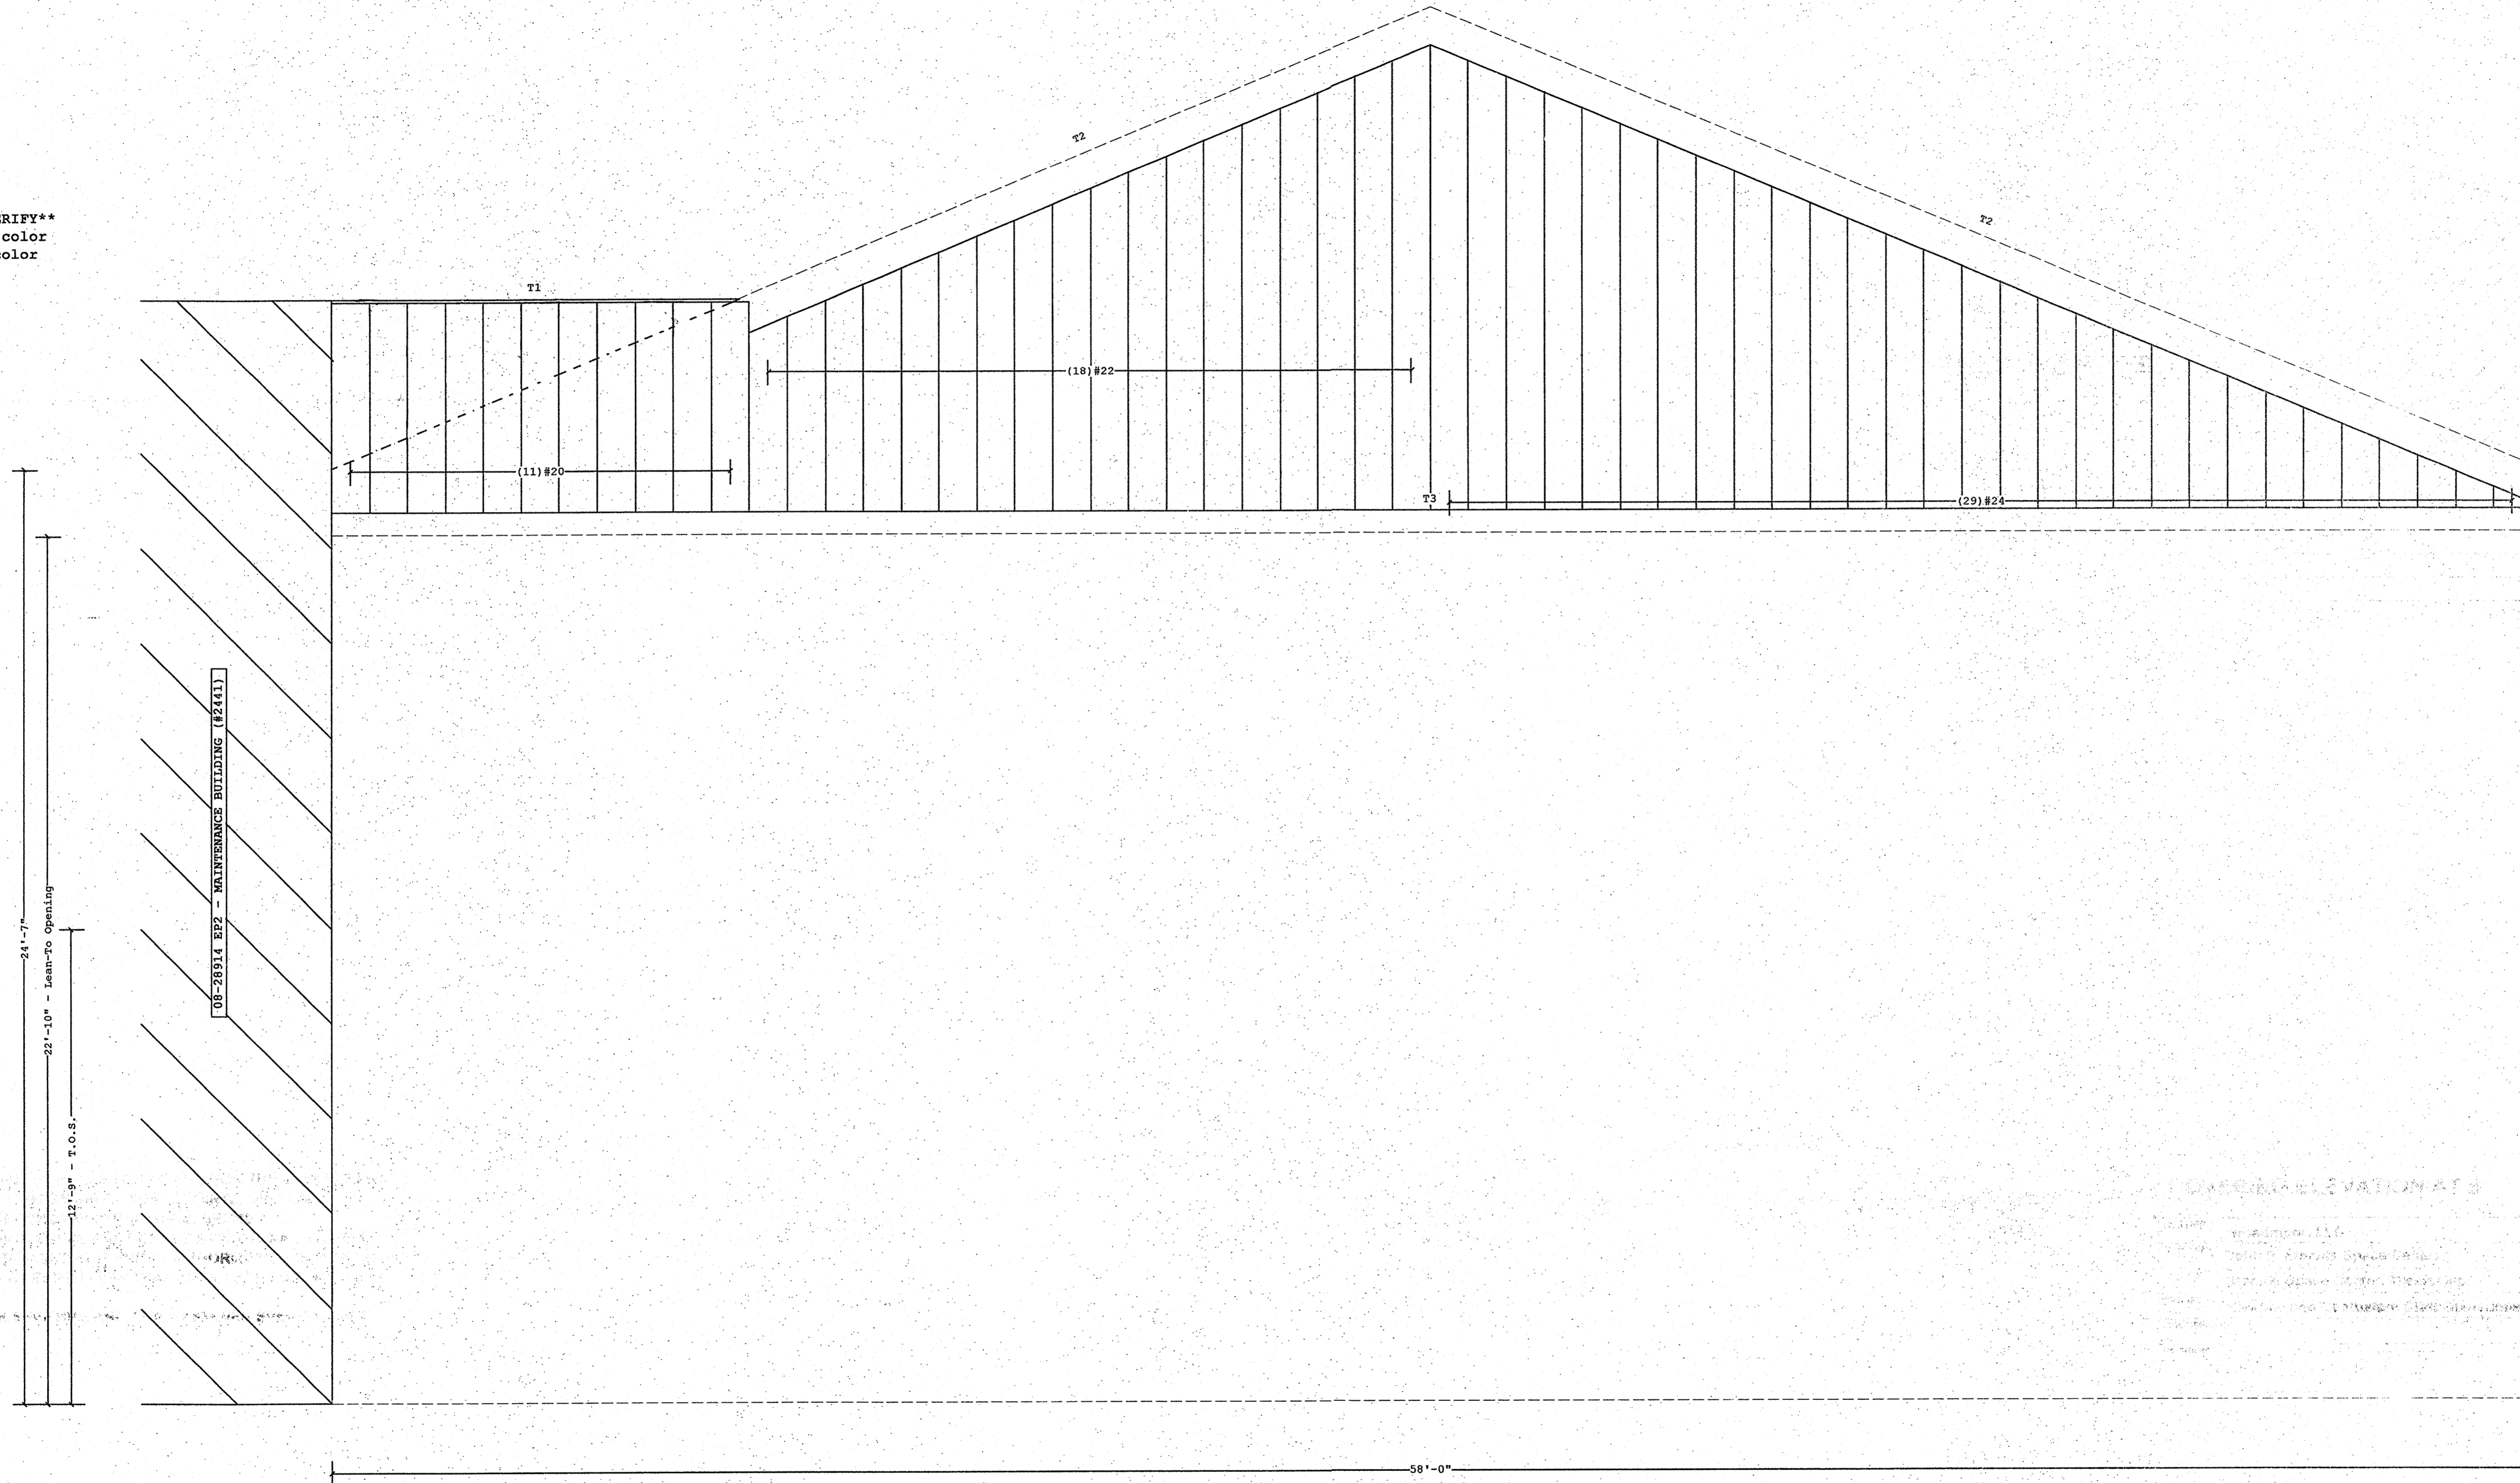 RIFY**
color
olor
T1
T2
T2
(18)#22
(11)#20
T3
(29)#24
24'-7"
22'-10" - Lean-To Opening
12'-9" - T.O.S.
08-28914 EP2 - MAINTENANCE BUILDING (#2441)
58'-0"